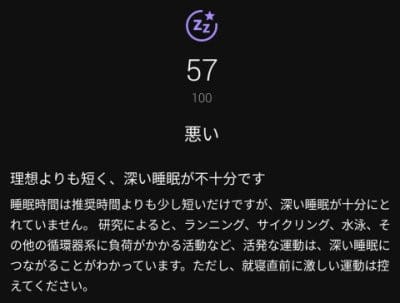 zz
57
100
悪い
理想よりも短く、深い睡眠が不十分です
睡眠時間は推奨時間よりも少し短いだけですが、深い睡眠が十分にと
れていません。 研究によると、ランニング、サイクリング、水泳、そ
の他の循環器系に負荷がかかる活動など、活発な運動は、深い睡眠に
つながることがわかっています。ただし、就寝直前に激しい運動は控
えてください。